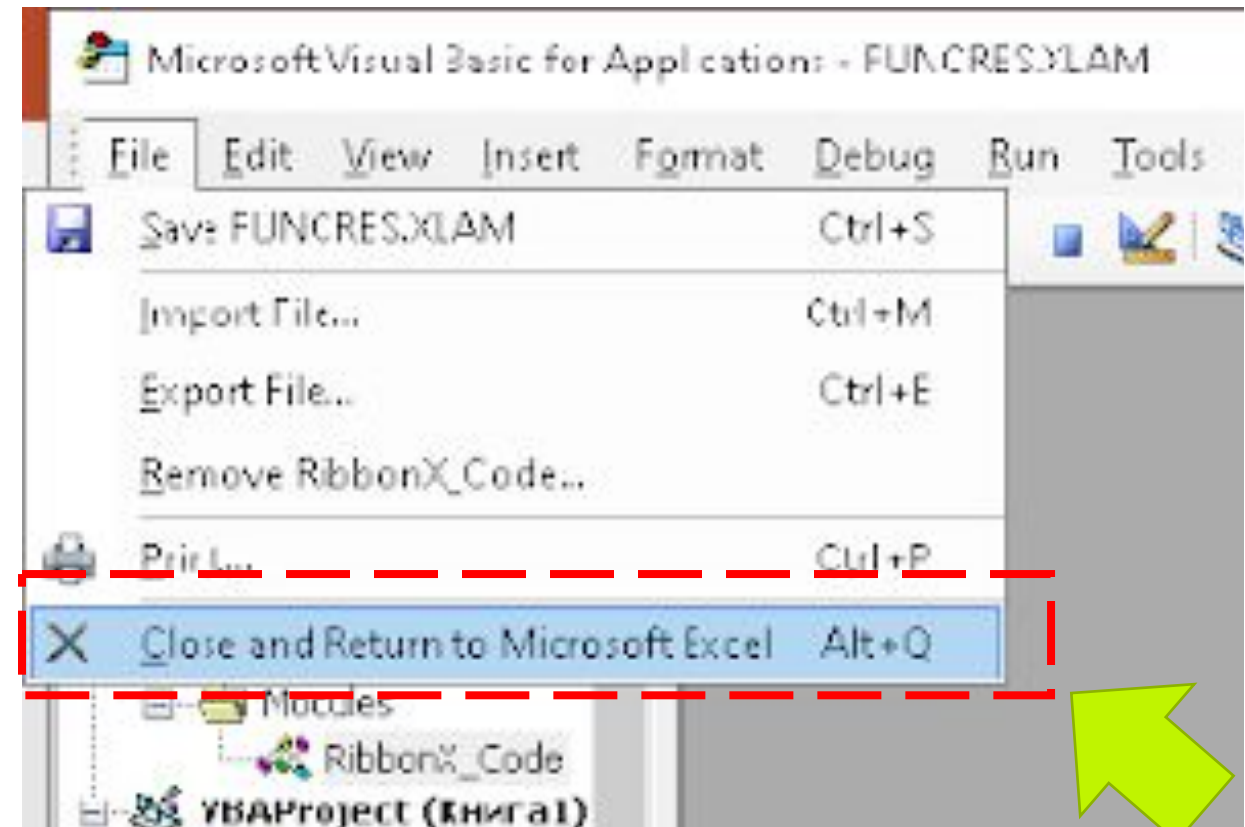 Microsoft Visual Basic for Applications - FUNCRES.XLAM
File Edit View Insert Format Debug Run Tools
Save FUNCRES.XLAM Ctrl+S
Import File... Ctrl+M
Export File... Ctrl+E
Remove RibbonX_Code...
Print... Ctrl+P
Close and Return to Microsoft Excel Alt+Q
Modules
RibbonX_Code
VBAProject (Книга1)